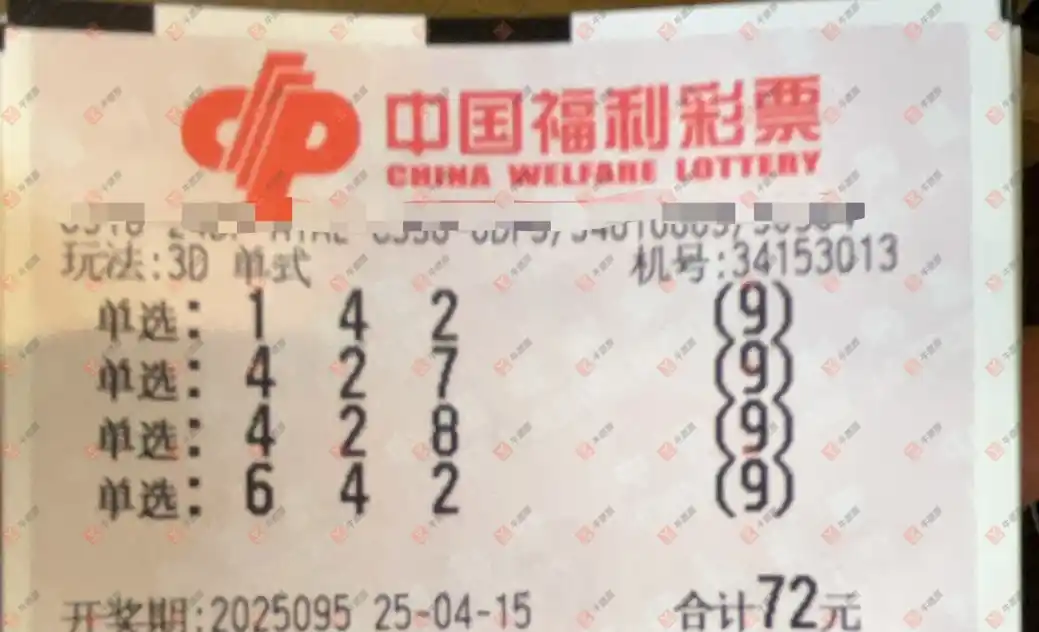 中国福利彩票
CHINA WELFARE LOTTERY
玩法:3D 单式 机号:34153013
单选: 1 4 2 (9)
单选: 4 2 7 (9)
单选: 4 2 8 (9)
单选: 6 4 2 (9)
开奖期:2025095 25-04-15 合计72元